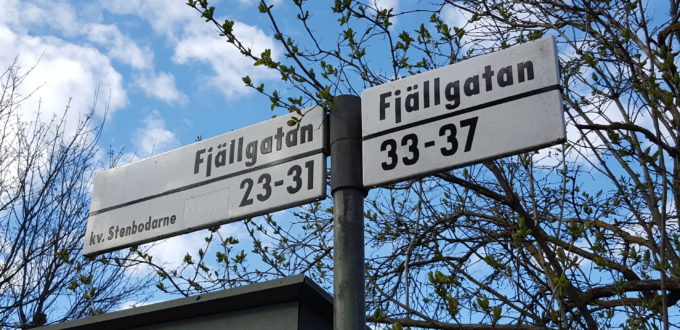 Fjällgatan
23-31
kv. Stenbodarne
Fjällgatan
33-37